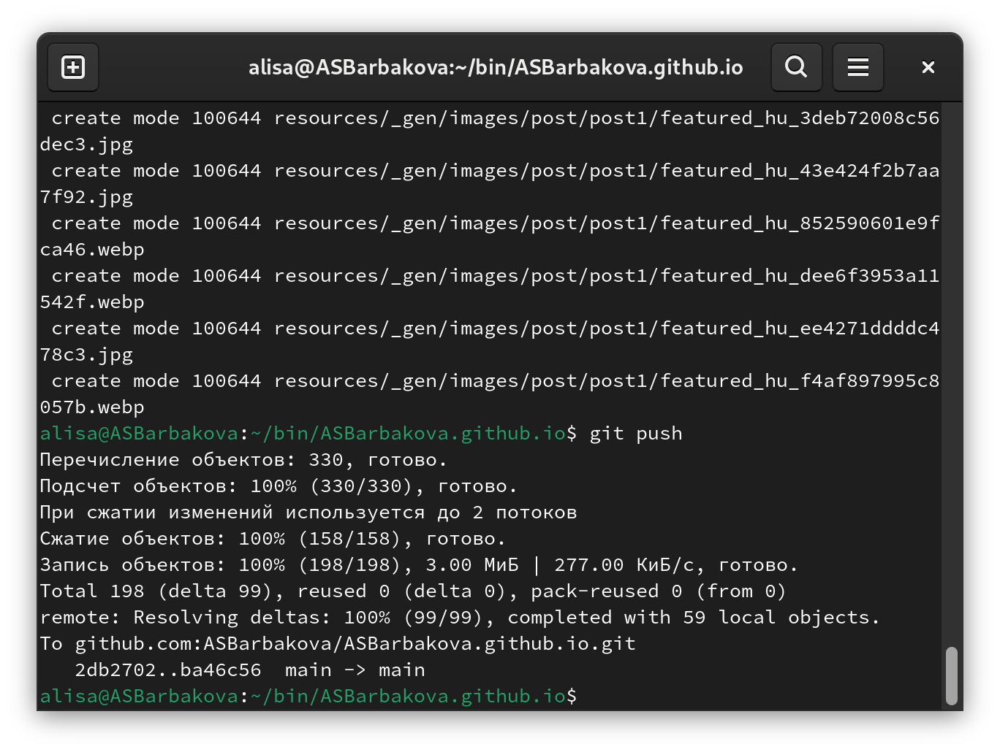 alisa@ASBarbakova:~/bin/ASBarbakova.github.io
 create mode 100644 resources/_gen/images/post/post1/featured_hu_3deb72008c56
dec3.jpg
 create mode 100644 resources/_gen/images/post/post1/featured_hu_43e424f2b7aa
7f92.jpg
 create mode 100644 resources/_gen/images/post/post1/featured_hu_852590601e9f
ca46.webp
 create mode 100644 resources/_gen/images/post/post1/featured_hu_dee6f3953a11
542f.webp
 create mode 100644 resources/_gen/images/post/post1/featured_hu_ee4271ddddc4
78c3.jpg
 create mode 100644 resources/_gen/images/post/post1/featured_hu_f4af897995c8
057b.webp
alisa@ASBarbakova:~/bin/ASBarbakova.github.io$ git push
Перечисление объектов: 330, готово.
Подсчет объектов: 100% (330/330), готово.
При сжатии изменений используется до 2 потоков
Сжатие объектов: 100% (158/158), готово.
Запись объектов: 100% (198/198), 3.00 МиБ | 277.00 КиБ/с, готово.
Total 198 (delta 99), reused 0 (delta 0), pack-reused 0 (from 0)
remote: Resolving deltas: 100% (99/99), completed with 59 local objects.
To github.com:ASBarbakova/ASBarbakova.github.io.git
   2db2702..ba46c56  main -> main
alisa@ASBarbakova:~/bin/ASBarbakova.github.io$